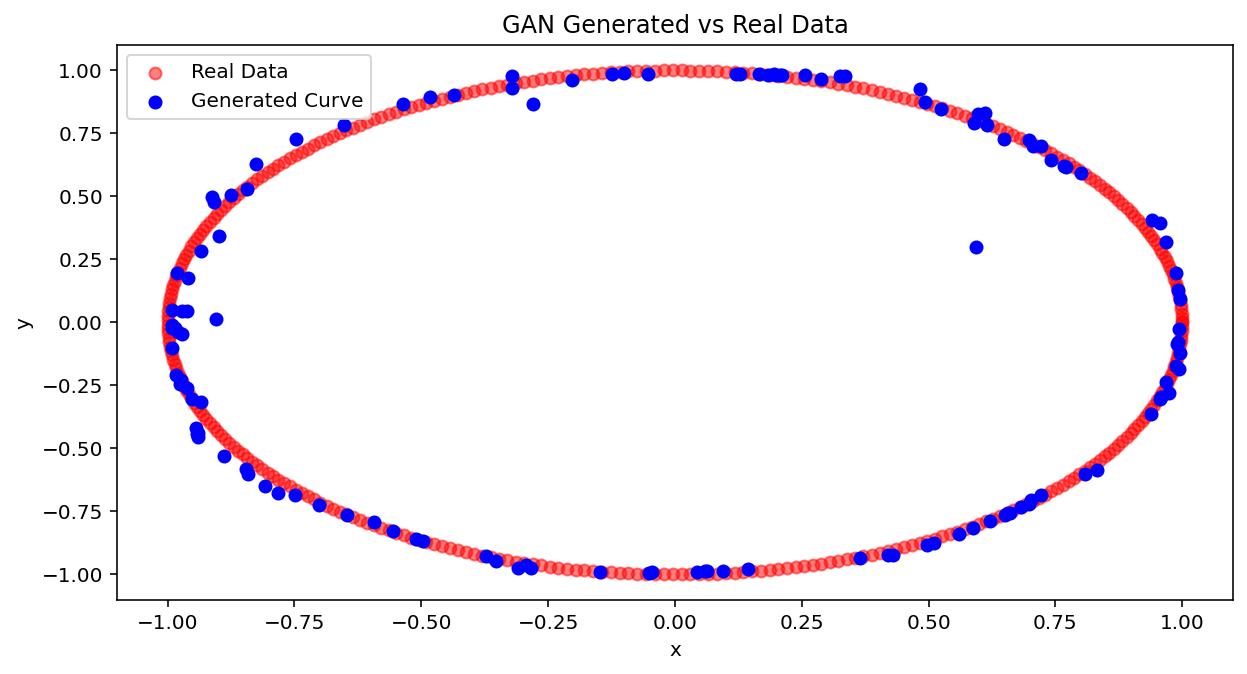 GAN Generated vs Real Data
Real Data
Generated Curve
1.00
0.75
0.50
0.25
0.00
−0.25
−0.50
−0.75
−1.00
y
−1.00 −0.75 −0.50 −0.25 0.00 0.25 0.50 0.75 1.00
x